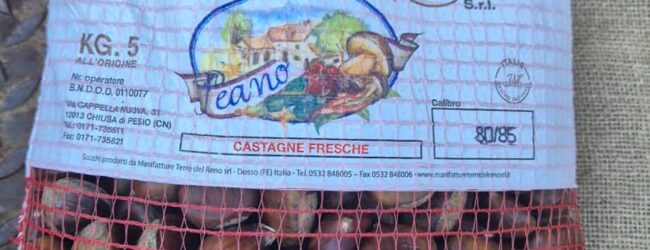 S.r.l.
KG. 5
ALL'ORIGINE
Nr. operatore
B.N.D.O.O. 0110077
Via CAPPELLA NUOVA, 31
12013 CHIUSA di PESIO (CN)
Tel. 0171-735511
Fax: 0171-735821
Peano
ITALIA
Calibro
80/85
CASTAGNE FRESCHE
Sacchi prodotti da Manifatture Terre del Reno srl - Dosso (FE) Italia - Tel. 0532 848005 – Fax 0532 848006 - www.manifattureterredelreno.it